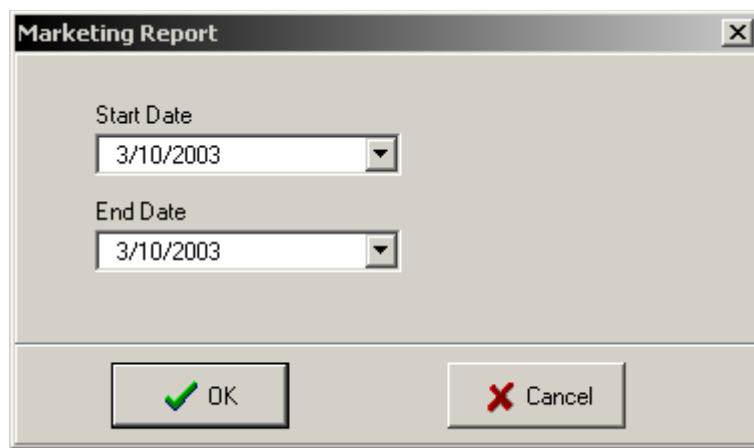 Marketing Report
Start Date
3/10/2003
End Date
3/10/2003
OK
Cancel